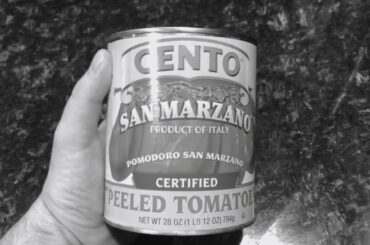 CENTO
SAN MARZANO
PRODUCT OF ITALY
POMODORO SAN MARZANO
CERTIFIED
PEELED TOMATOE
NET WT 28 OZ (1 LB 12 OZ) 794g